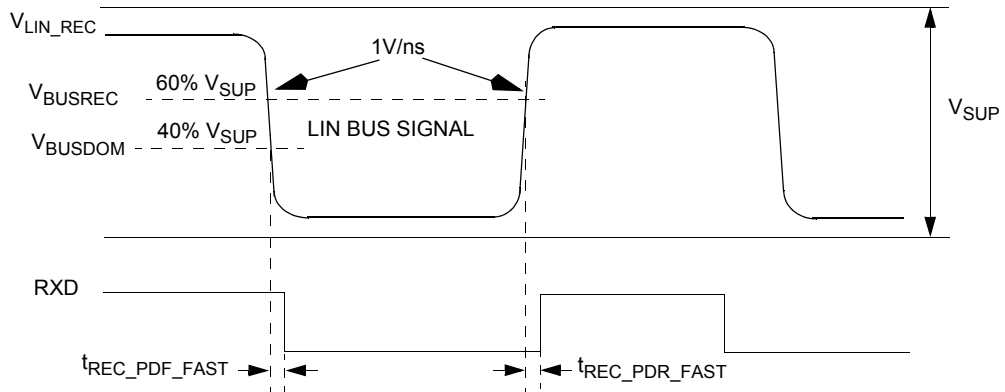 V_LIN_REC
1V/ns
V_BUSREC 60% V_SUP
V_SUP
V_BUSDOM 40% V_SUP LIN BUS SIGNAL
RXD
t_REC_PDF_FAST t_REC_PDR_FAST